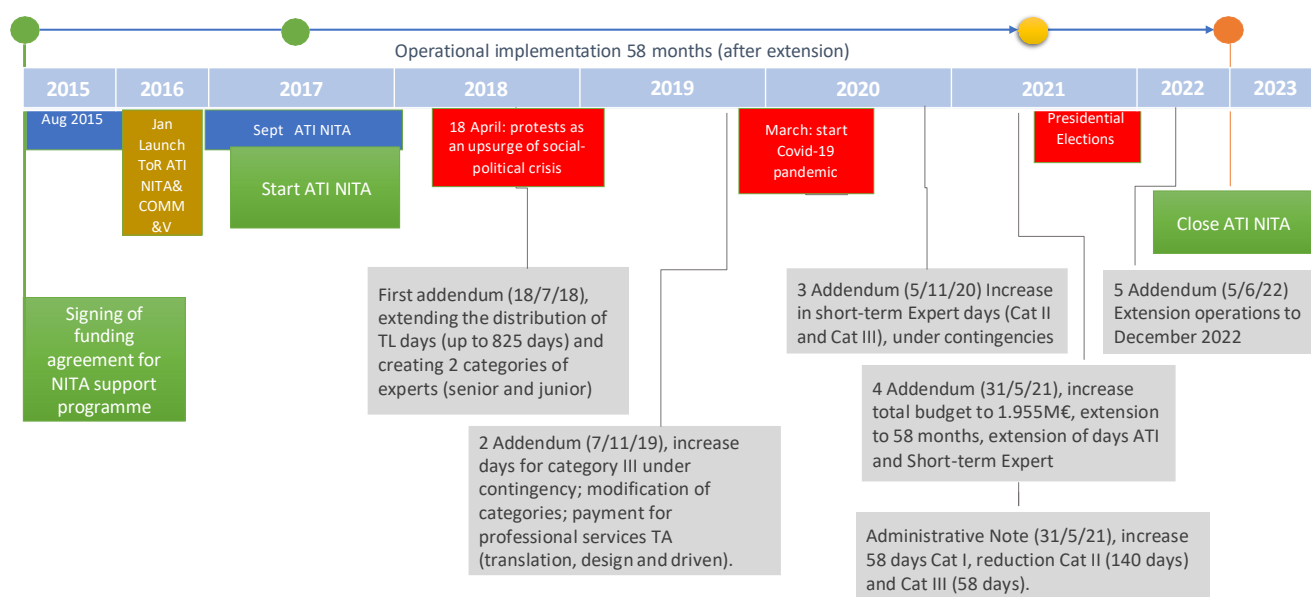 Operational implementation 58 months (after extension)
2015 2016 2017 2018 2019 2020 2021 2022 2023
Aug 2015
Jan
Launch
ToR ATI
NITA&
COMM
&V
Sept ATI NITA
Start ATI NITA
18 April: protests as
an upsurge of social-
political crisis
March: start
Covid-19
pandemic
Presidential
Elections
Close ATI NITA
Signing of
funding
agreement for
NITA support
programme
First addendum (18/7/18),
extending the distribution of
TL days (up to 825 days) and
creating 2 categories of
experts (senior and junior)
2 Addendum (7/11/19), increase
days for category III under
contingency; modification of
categories; payment for
professional services TA
(translation, design and driven).
3 Addendum (5/11/20) Increase
in short-term Expert days (Cat II
and Cat III), under contingencies
4 Addendum (31/5/21), increase
total budget to 1.955M€, extension
to 58 months, extension of days ATI
and Short-term Expert
Administrative Note (31/5/21), increase
58 days Cat I, reduction Cat II (140 days)
and Cat III (58 days).
5 Addendum (5/6/22)
Extension operations to
December 2022